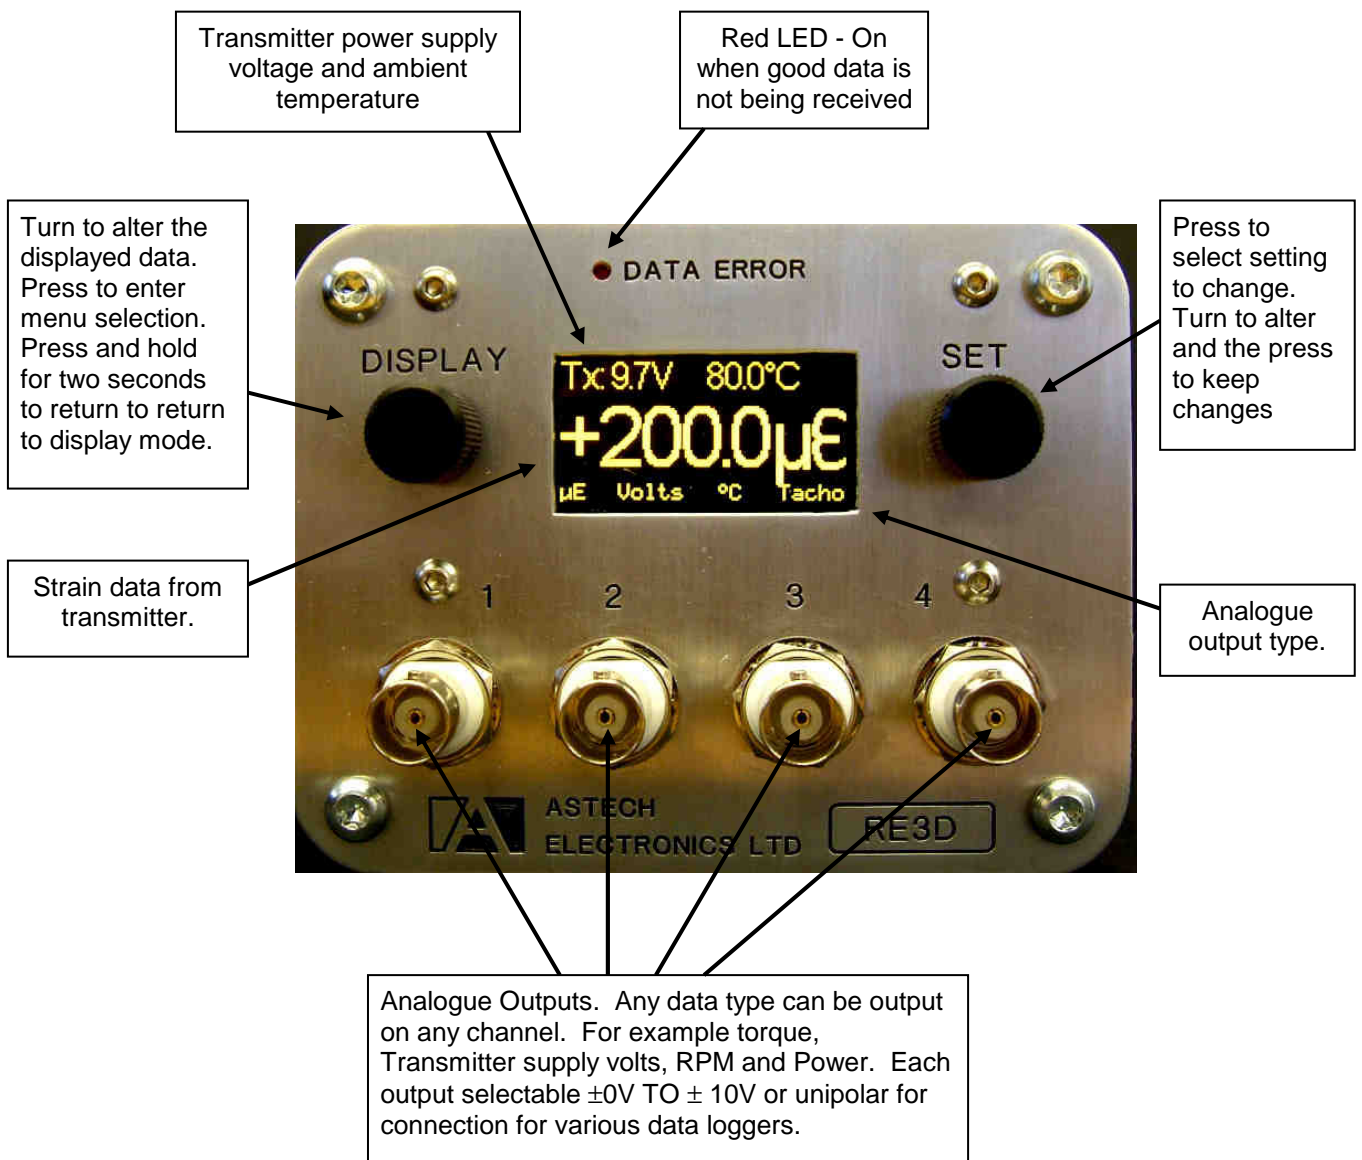 Transmitter power supply
voltage and ambient
temperature
Red LED - On
when good data is
not being received
Turn to alter the
displayed data.
Press to enter
menu selection.
Press and hold
for two seconds
to return to return
to display mode.
Press to
select setting
to change.
Turn to alter
and the press
to keep
changes
DATA ERROR
DISPLAY
SET
Tx: 9.7V 80.0°C
+200.0µƐ
µE Volts °C Tacho
Strain data from
transmitter.
Analogue
output type.
1 2 3 4
ASTECH
ELECTRONICS LTD
RE3D
Analogue Outputs. Any data type can be output
on any channel. For example torque,
Transmitter supply volts, RPM and Power. Each
output selectable ±0V TO ± 10V or unipolar for
connection for various data loggers.